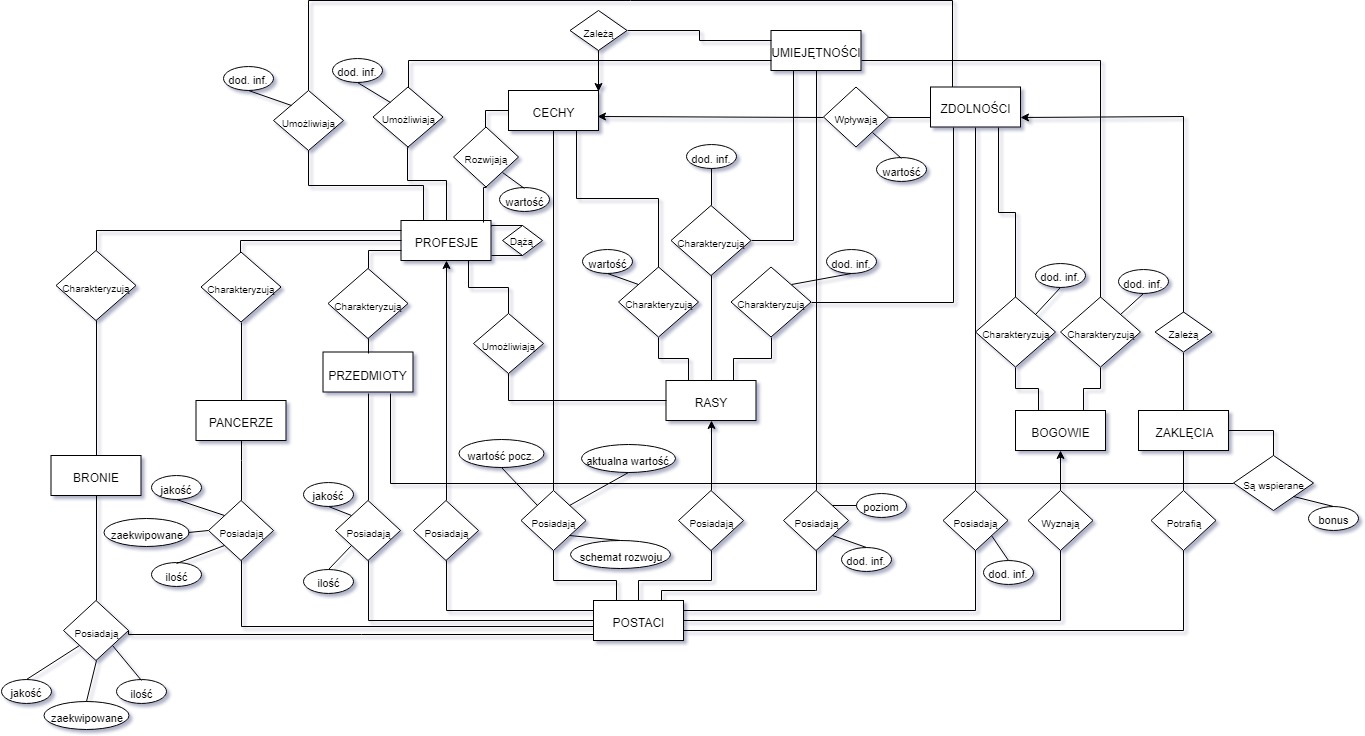 Zależą
UMIEJĘTNOŚCI
dod. inf.
dod. inf.
CECHY
ZDOLNOŚCI
Umożliwiają
Umożliwiają
Wpływają
Rozwijają
dod. inf.
wartość
wartość
PROFESJE
Dążą
Charakteryzują
wartość
dod. inf.
dod. inf.
dod. inf.
Charakteryzują
Charakteryzują
Charakteryzują
Charakteryzują
Charakteryzują
Charakteryzują
Charakteryzują
Charakteryzują
Zależą
Umożliwiają
PRZEDMIOTY
RASY
PANCERZE
BOGOWIE
ZAKLĘCIA
wartość pocz.
aktualna wartość
BRONIE
jakość
jakość
Są wspierane
poziom
bonus
zaekwipowane
Posiadają
Posiadają
Posiadają
Posiadają
Posiadają
Posiadają
Posiadają
Wyznają
Potrafią
schemat rozwoju
dod. inf.
ilość
ilość
dod. inf.
POSTACI
Posiadają
jakość
ilość
zaekwipowane